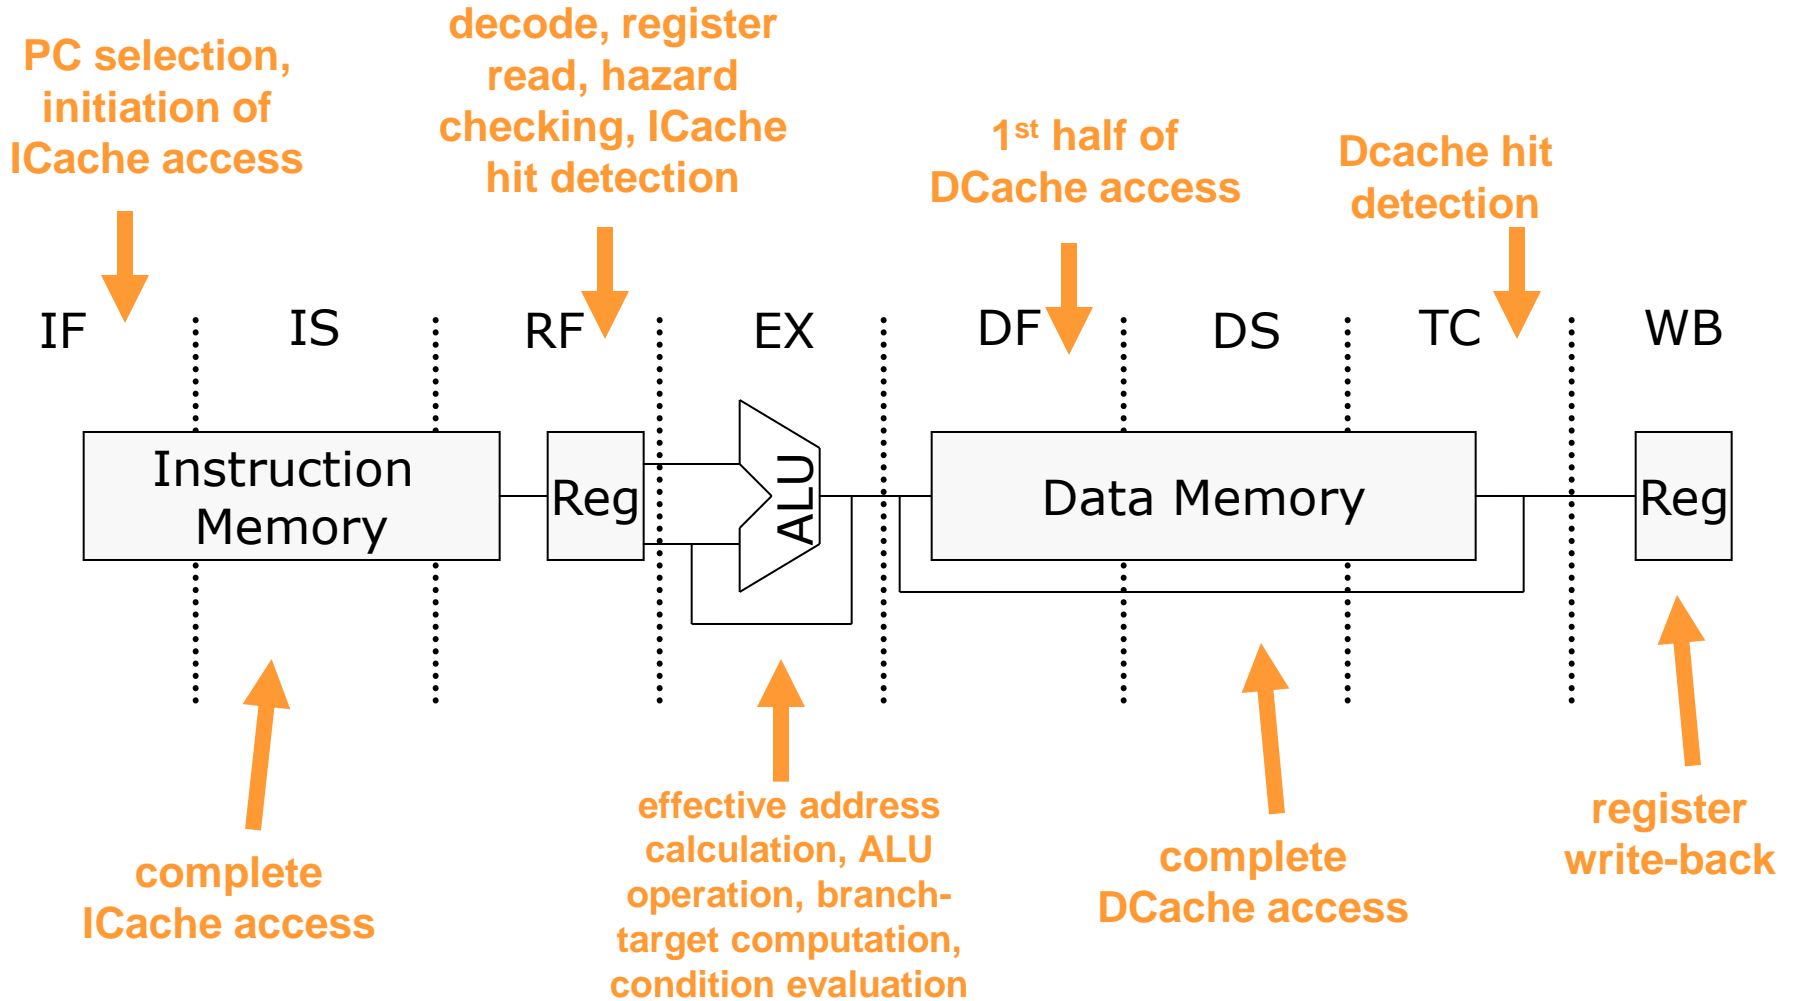 PC selection,
initiation of
ICache access
decode, register
read, hazard
checking, ICache
hit detection
1st half of
DCache access
Dcache hit
detection
IF
IS
RF
EX
DF
DS
TC
WB
Instruction
Memory
Reg
ALU
Data Memory
Reg
complete
ICache access
effective address
calculation, ALU
operation, branch-
target computation,
condition evaluation
complete
DCache access
register
write-back